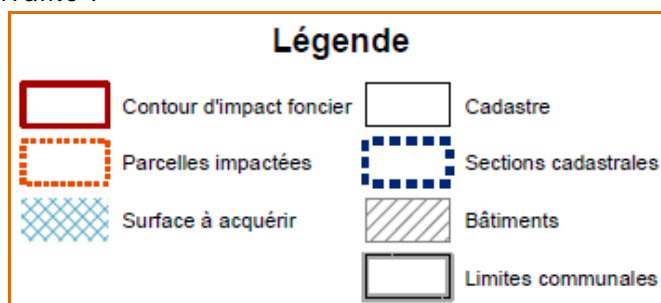 Légende
Contour d'impact foncier
Cadastre
Parcelles impactées
Sections cadastrales
Surface à acquérir
Bâtiments
Limites communales